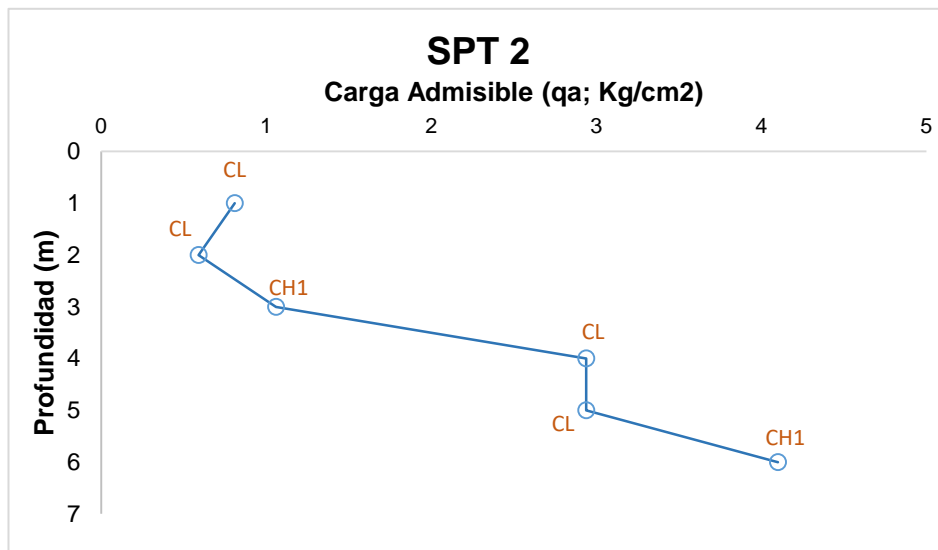 SPT 2
Carga Admisible (qa; Kg/cm2)
0 1 2 3 4 5
Profundidad (m)
0
CL
1
CL
2
CH1
3
CL
4
5
CL
CH1
6
7